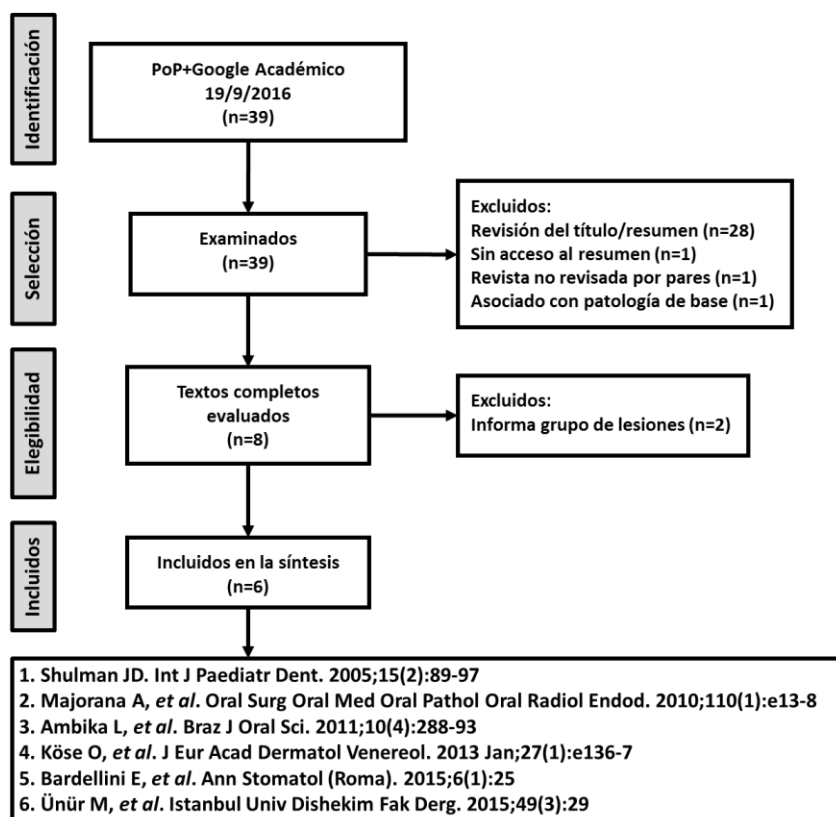 Identificación
PoP+Google Académico
19/9/2016
(n=39)
Selección
Examinados
(n=39)
Excluidos:
Revisión del título/resumen (n=28)
Sin acceso al resumen (n=1)
Revista no revisada por pares (n=1)
Asociado con patología de base (n=1)
Elegibilidad
Textos completos
evaluados
(n=8)
Excluidos:
Informa grupo de lesiones (n=2)
Incluidos
Incluidos en la síntesis
(n=6)
1. Shulman JD. Int J Paediatr Dent. 2005;15(2):89-97
2. Majorana A, et al. Oral Surg Oral Med Oral Pathol Oral Radiol Endod. 2010;110(1):e13-8
3. Ambika L, et al. Braz J Oral Sci. 2011;10(4):288-93
4. Köse O, et al. J Eur Acad Dermatol Venereol. 2013 Jan;27(1):e136-7
5. Bardellini E, et al. Ann Stomatol (Roma). 2015;6(1):25
6. Ünür M, et al. Istanbul Univ Dishekim Fak Derg. 2015;49(3):29